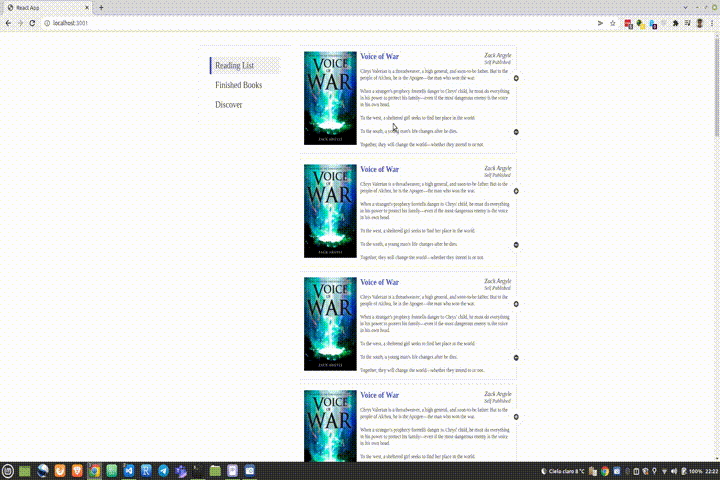 React App
localhost:3001
Reading List
Finished Books
Discover
VOICE
OF
WAR
ZACK ARGYLE
Voice of War
Zack Argyle
Self Published
Chrys Valerian is a threadweaver, a high general, and soon-to-be father. But to the
people of Alchea, he is the Apogee—the man who won the war.
When a stranger's prophecy foretells danger to Chrys' child, he must do everything
in his power to protect his family—even if the most dangerous enemy is the voice
in his own head.
To the west, a sheltered girl seeks to find her place in the world.
To the south, a young man's life changes after he dies.
Together, they will change the world—whether they intend to or not.
VOICE
OF
WAR
ZACK ARGYLE
Voice of War
Zack Argyle
Self Published
Chrys Valerian is a threadweaver, a high general, and soon-to-be father. But to the
people of Alchea, he is the Apogee—the man who won the war.
When a stranger's prophecy foretells danger to Chrys' child, he must do everything
in his power to protect his family—even if the most dangerous enemy is the voice
in his own head.
To the west, a sheltered girl seeks to find her place in the world.
To the south, a young man's life changes after he dies.
Together, they will change the world—whether they intend to or not.
VOICE
OF
WAR
ZACK ARGYLE
Voice of War
Zack Argyle
Self Published
Chrys Valerian is a threadweaver, a high general, and soon-to-be father. But to the
people of Alchea, he is the Apogee—the man who won the war.
When a stranger's prophecy foretells danger to Chrys' child, he must do everything
in his power to protect his family—even if the most dangerous enemy is the voice
in his own head.
To the west, a sheltered girl seeks to find her place in the world.
To the south, a young man's life changes after he dies.
Together, they will change the world—whether they intend to or not.
VOICE
OF
WAR
Voice of War
Zack Argyle
Self Published
Chrys Valerian is a threadweaver, a high general, and soon-to-be father. But to the
people of Alchea, he is the Apogee—the man who won the war.
When a stranger's prophecy foretells danger to Chrys' child, he must do everything
in his power to protect his family—even if the most dangerous enemy is the voice
in his own head.
To the west, a sheltered girl seeks to find her place in the world.
Cielo claro 8 °C
100%
22:22